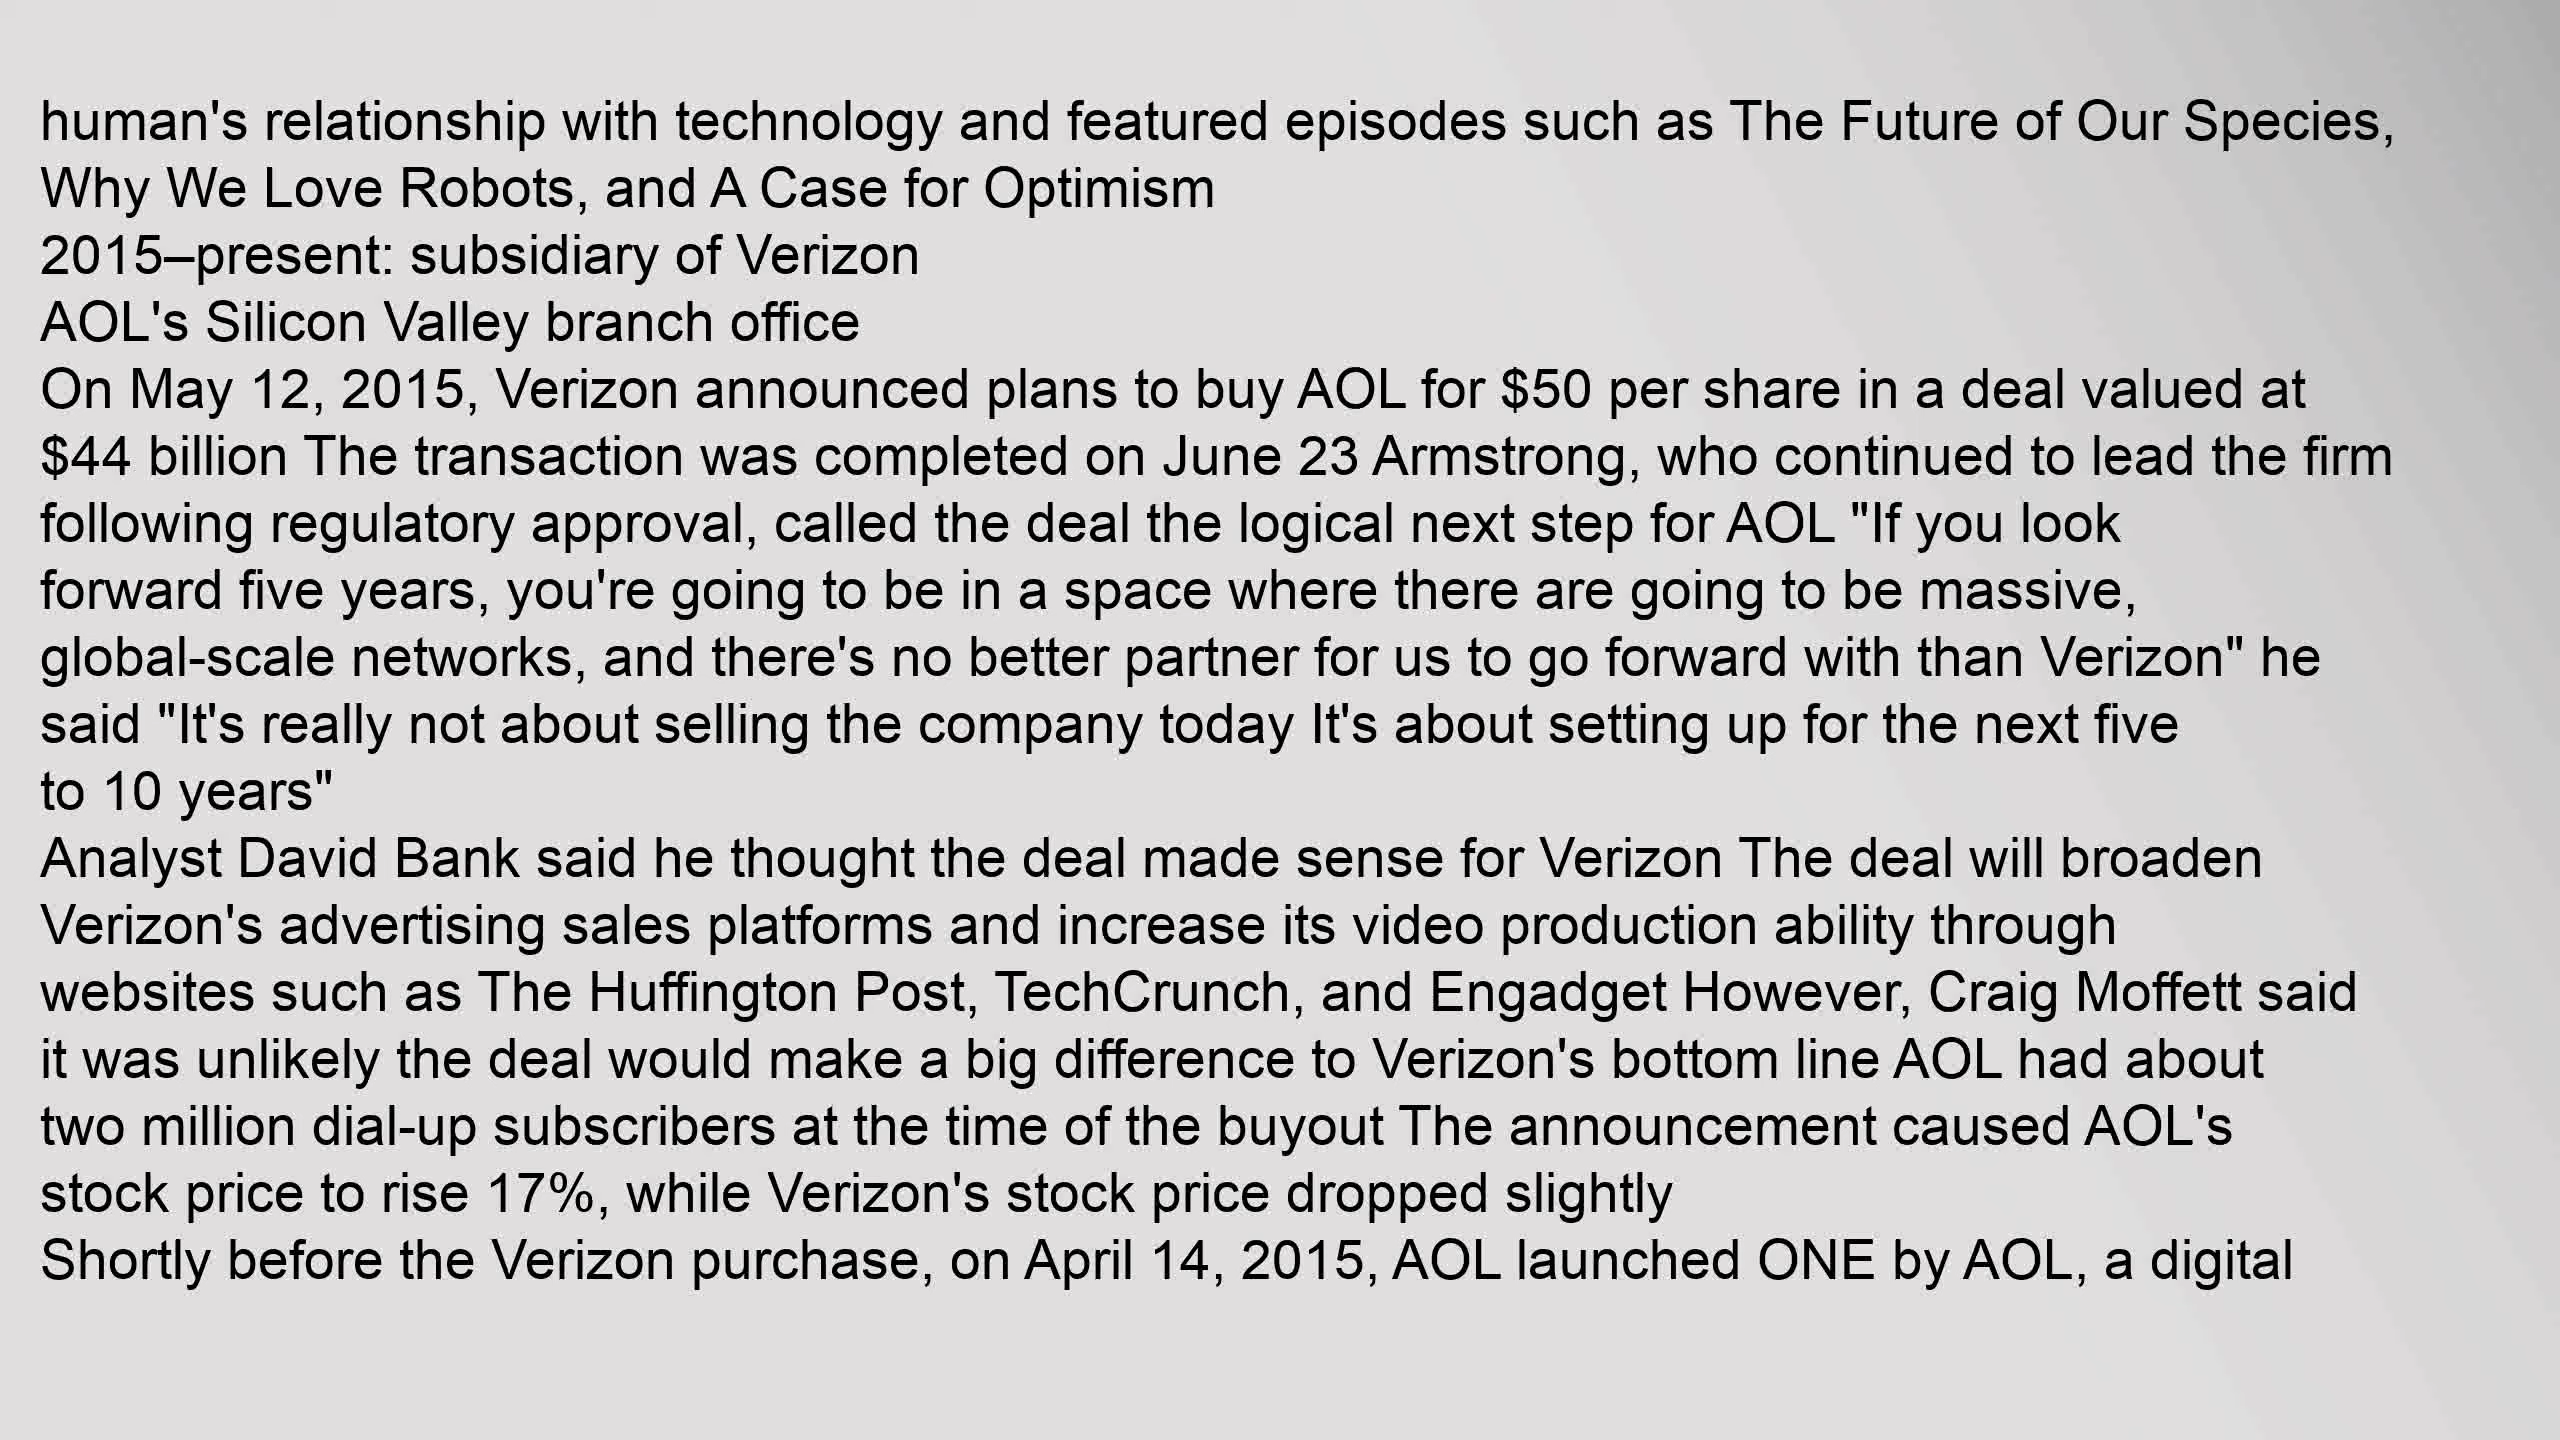 human's relationship with technology and featured episodes such as The Future of Our Species,
Why We Love Robots, and A Case for Optimism
2015–present: subsidiary of Verizon
AOL's Silicon Valley branch office
On May 12, 2015, Verizon announced plans to buy AOL for $50 per share in a deal valued at
$44 billion The transaction was completed on June 23 Armstrong, who continued to lead the firm
following regulatory approval, called the deal the logical next step for AOL "If you look
forward five years, you're going to be in a space where there are going to be massive,
global-scale networks, and there's no better partner for us to go forward with than Verizon" he
said "It's really not about selling the company today It's about setting up for the next five
to 10 years"
Analyst David Bank said he thought the deal made sense for Verizon The deal will broaden
Verizon's advertising sales platforms and increase its video production ability through
websites such as The Huffington Post, TechCrunch, and Engadget However, Craig Moffett said
it was unlikely the deal would make a big difference to Verizon's bottom line AOL had about
two million dial-up subscribers at the time of the buyout The announcement caused AOL's
stock price to rise 17%, while Verizon's stock price dropped slightly
Shortly before the Verizon purchase, on April 14, 2015, AOL launched ONE by AOL, a digital